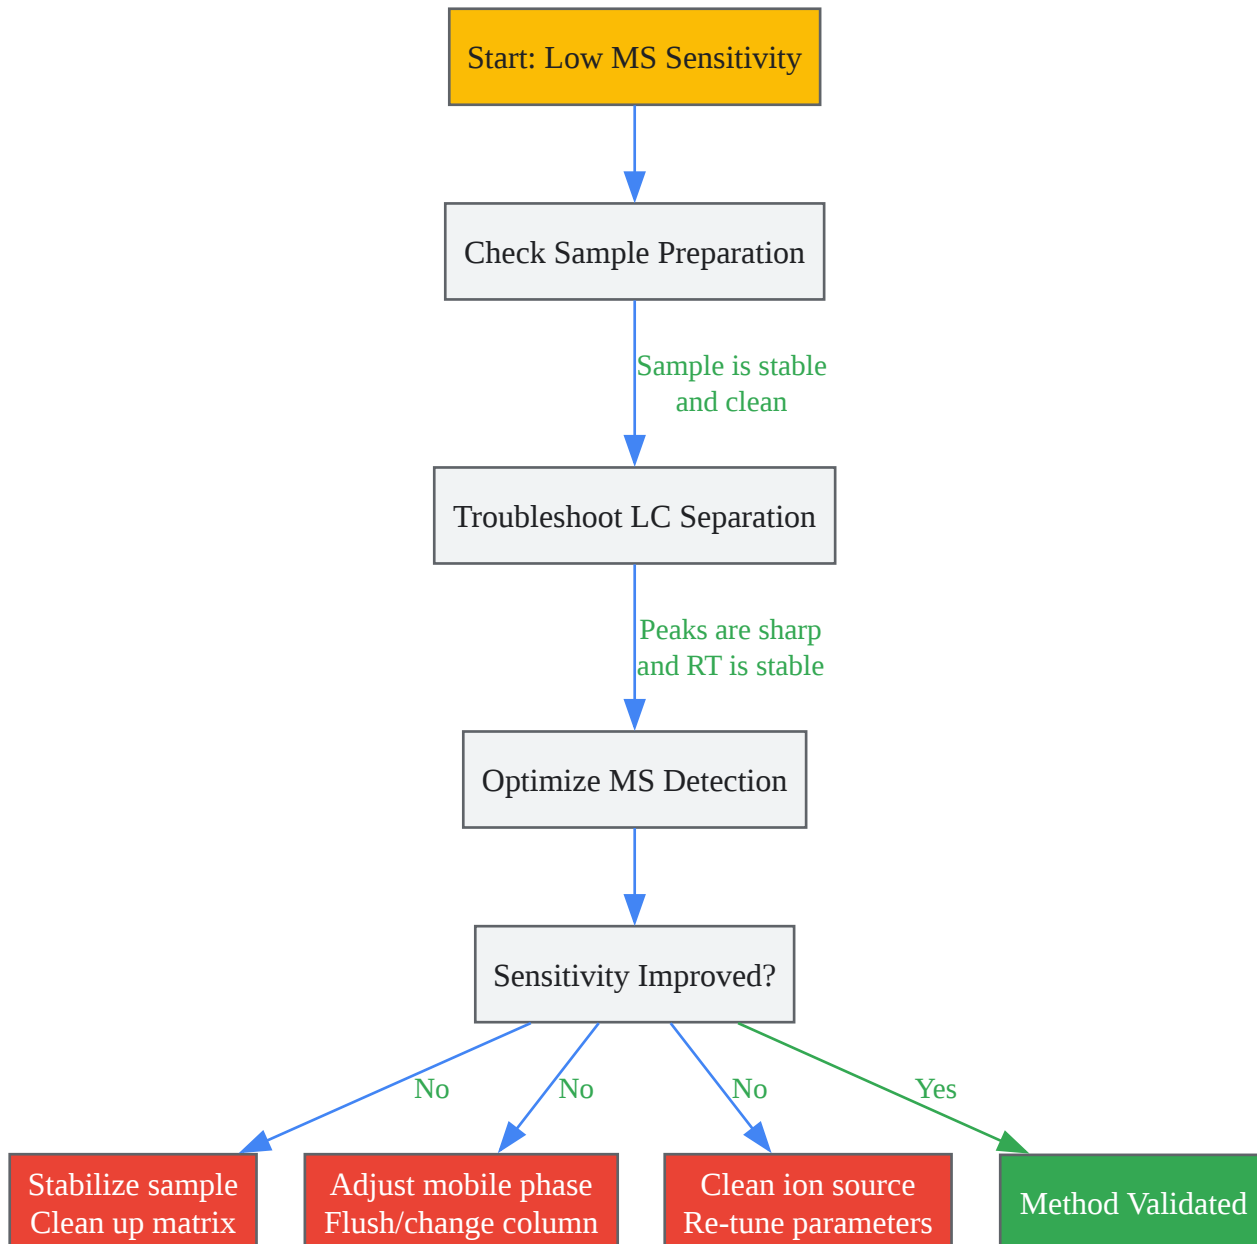 Start: Low MS Sensitivity
Check Sample Preparation
Sample is stable
and clean
Troubleshoot LC Separation
Peaks are sharp
and RT is stable
Optimize MS Detection
Sensitivity Improved?
No
No
No
Yes
Stabilize sample
Clean up matrix
Adjust mobile phase
Flush/change column
Clean ion source
Re-tune parameters
Method Validated